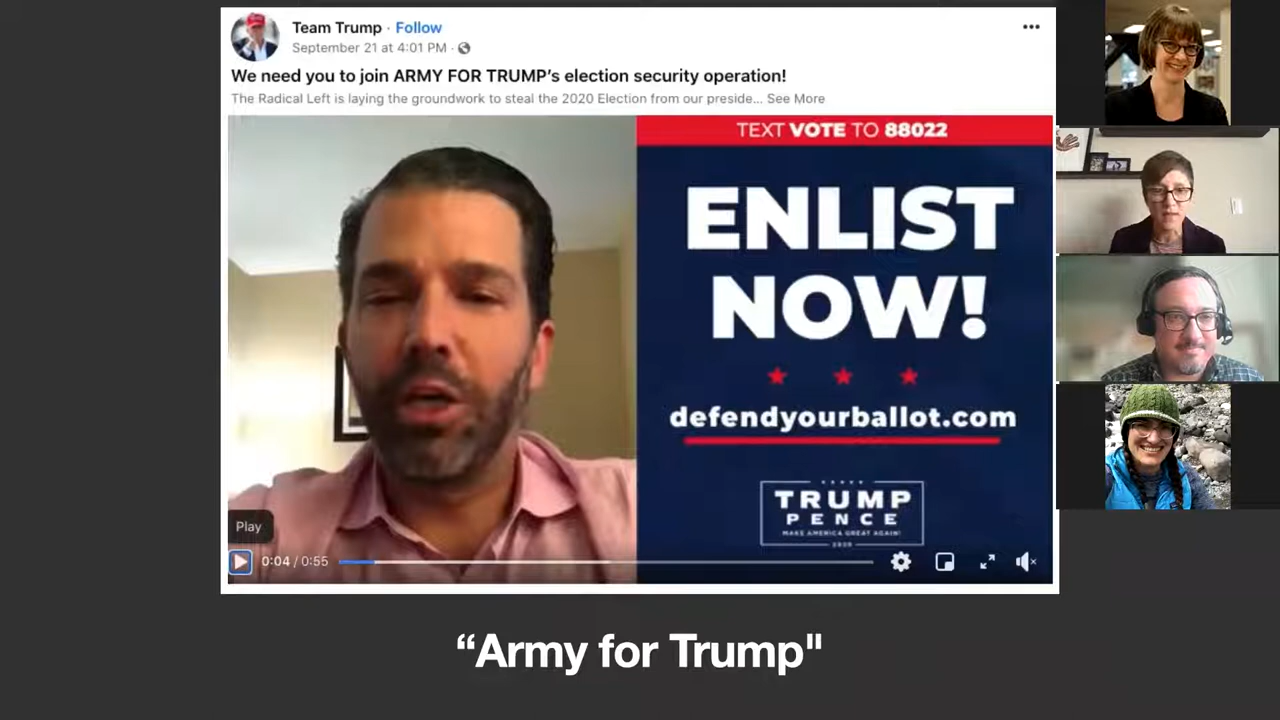 Team Trump · Follow
September 21 at 4:01 PM ·
We need you to join ARMY FOR TRUMP's election security operation!
The Radical Left is laying the groundwork to steal the 2020 Election from our preside... See More
TEXT VOTE TO 88022
ENLIST
NOW!
defendyourballot.com
TRUMP
PENCE
MAKE AMERICA GREAT AGAIN!
2020
Play
0:04 / 0:55
“Army for Trump"